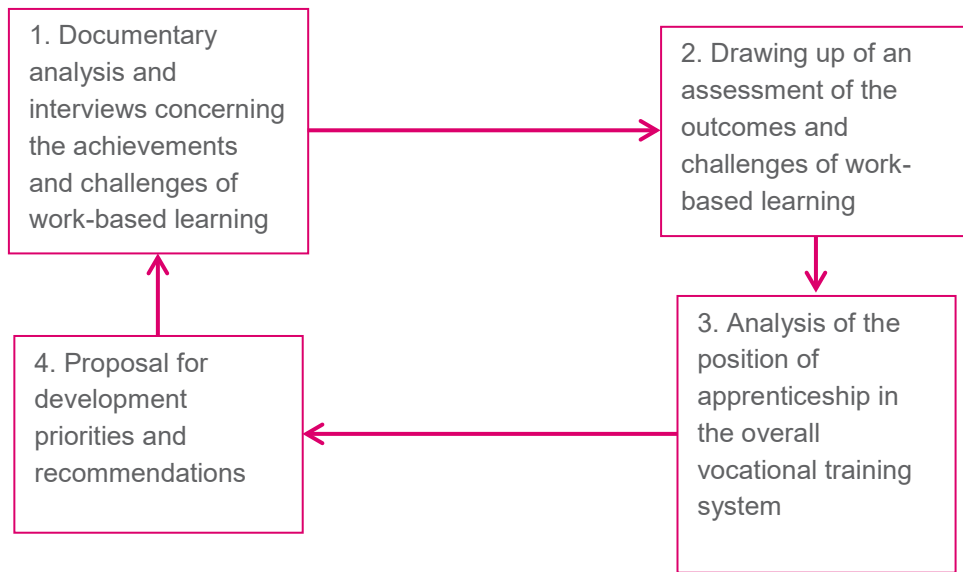 1. Documentary
analysis and
interviews concerning
the achievements
and challenges of
work-based learning
2. Drawing up of an
assessment of the
outcomes and
challenges of work-
based learning
3. Analysis of the
position of
apprenticeship in
the overall
vocational training
system
4. Proposal for
development
priorities and
recommendations